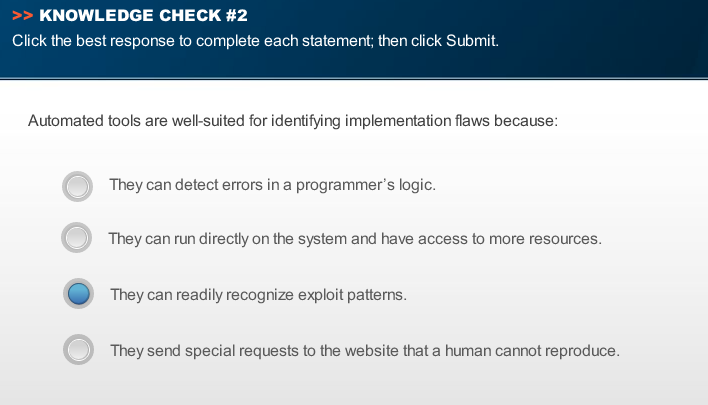 >> KNOWLEDGE CHECK #2
Click the best response to complete each statement; then click Submit.
Automated tools are well-suited for identifying implementation flaws because:
They can detect errors in a programmer’s logic.
They can run directly on the system and have access to more resources.
They can readily recognize exploit patterns.
They send special requests to the website that a human cannot reproduce.